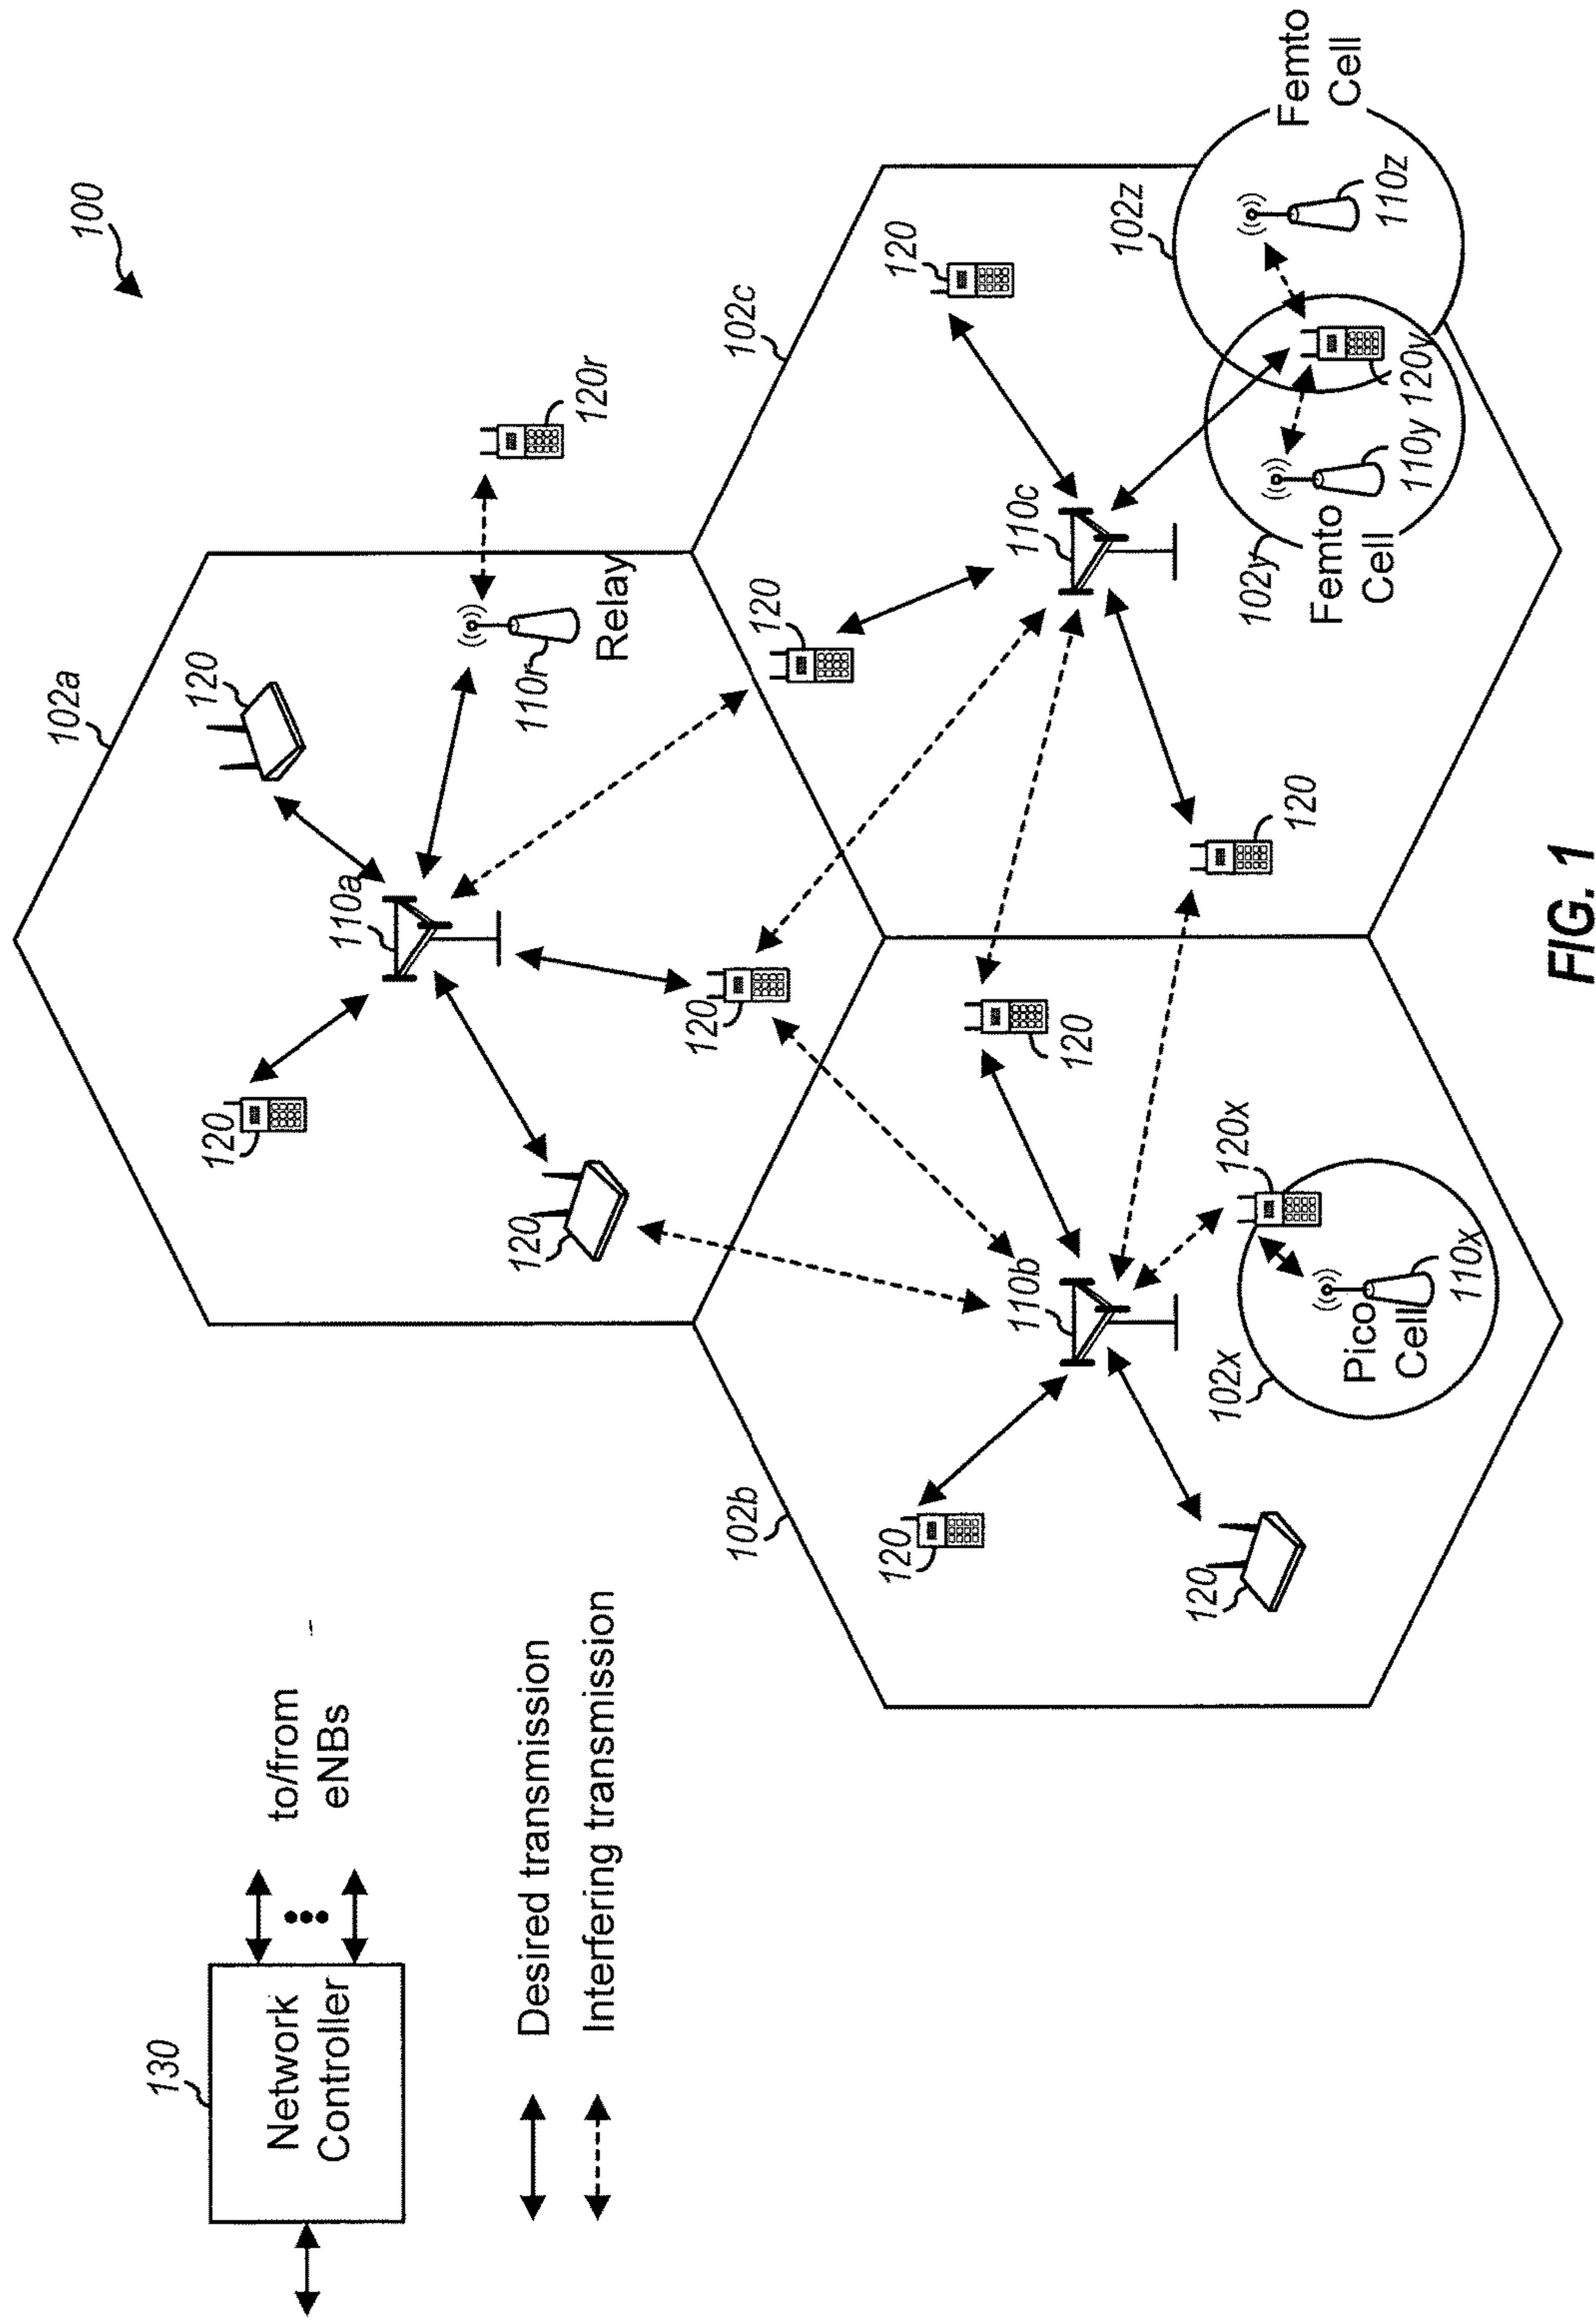 100
130
Network
Controller
to/from
eNBs
Desired transmission
Interfering transmission
102a
120
120
110a
120
120
110r
Relay
120r
102b
120
120
110b
120
120x
102x
Pico
Cell
110x
102c
120
120
110c
120
102y
Femto
Cell
110y
120y
102z
110z
Femto
Cell
FIG. 1